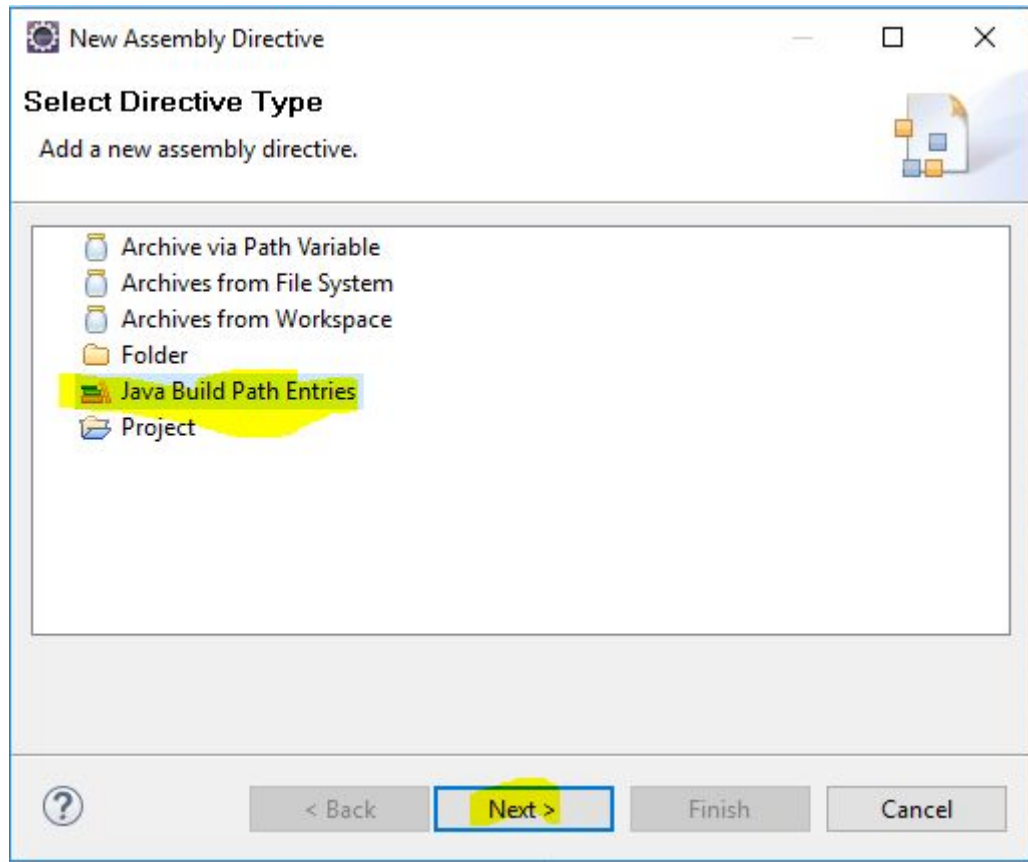 New Assembly Directive
Select Directive Type
Add a new assembly directive.
Archive via Path Variable
Archives from File System
Archives from Workspace
Folder
Java Build Path Entries
Project
?
< Back
Next >
Finish
Cancel